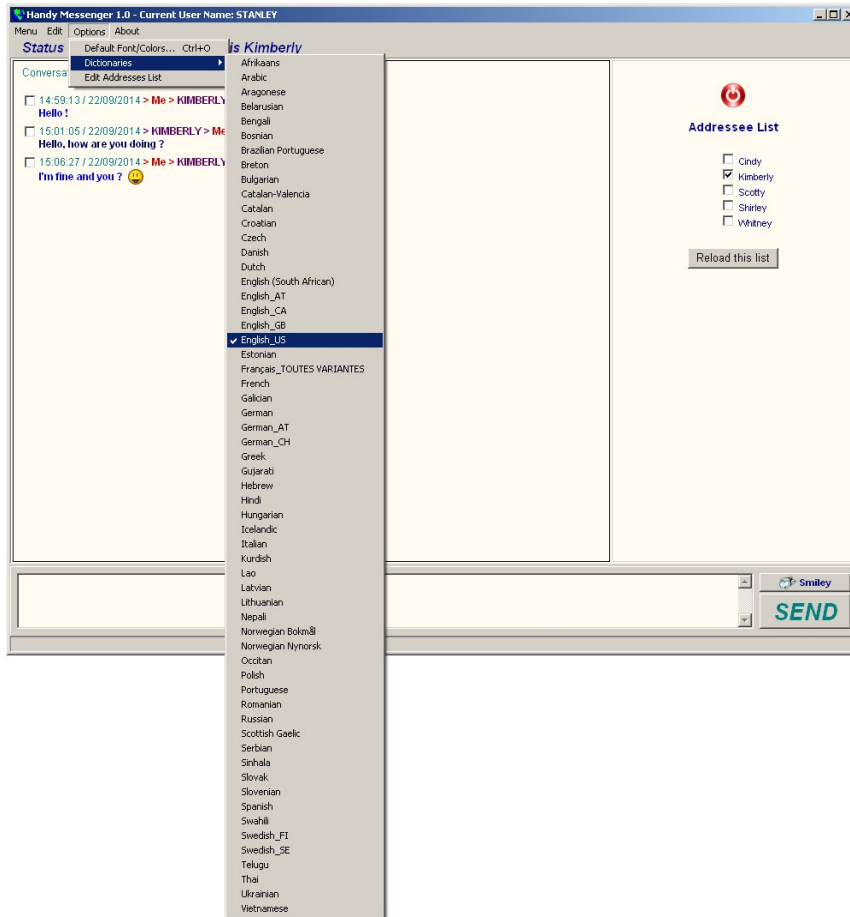 Handy Messenger 1.0 - Current User Name: STANLEY
Menu Edit Options About
Status is Kimberly
Default Font/Colors... Ctrl+O
Dictionaries
Edit Addresses List
Conversa
14:59:13 / 22/09/2014 > Me > KIMBERLY
Hello !
15:01:05 / 22/09/2014 > KIMBERLY > Me
Hello, how are you doing ?
15:06:27 / 22/09/2014 > Me > KIMBERLY
I'm fine and you ?
Afrikaans
Arabic
Aragonese
Belarusian
Bengali
Bosnian
Brazilian Portuguese
Breton
Bulgarian
Catalan-Valencia
Catalan
Croatian
Czech
Danish
Dutch
English (South African)
English_AT
English_CA
English_GB
English_US
Estonian
Français_TOUTES VARIANTES
French
Galician
German
German_AT
German_CH
Greek
Gujarati
Hebrew
Hindi
Hungarian
Icelandic
Italian
Kurdish
Lao
Latvian
Lithuanian
Nepali
Norwegian Bokmål
Norwegian Nynorsk
Occitan
Polish
Portuguese
Romanian
Russian
Scottish Gaelic
Serbian
Sinhala
Slovak
Slovenian
Spanish
Swahili
Swedish_FI
Swedish_SE
Telugu
Thai
Ukrainian
Vietnamese
Addressee List
Cindy
Kimberly
Scotty
Shirley
Whitney
Reload this list
Smiley
SEND